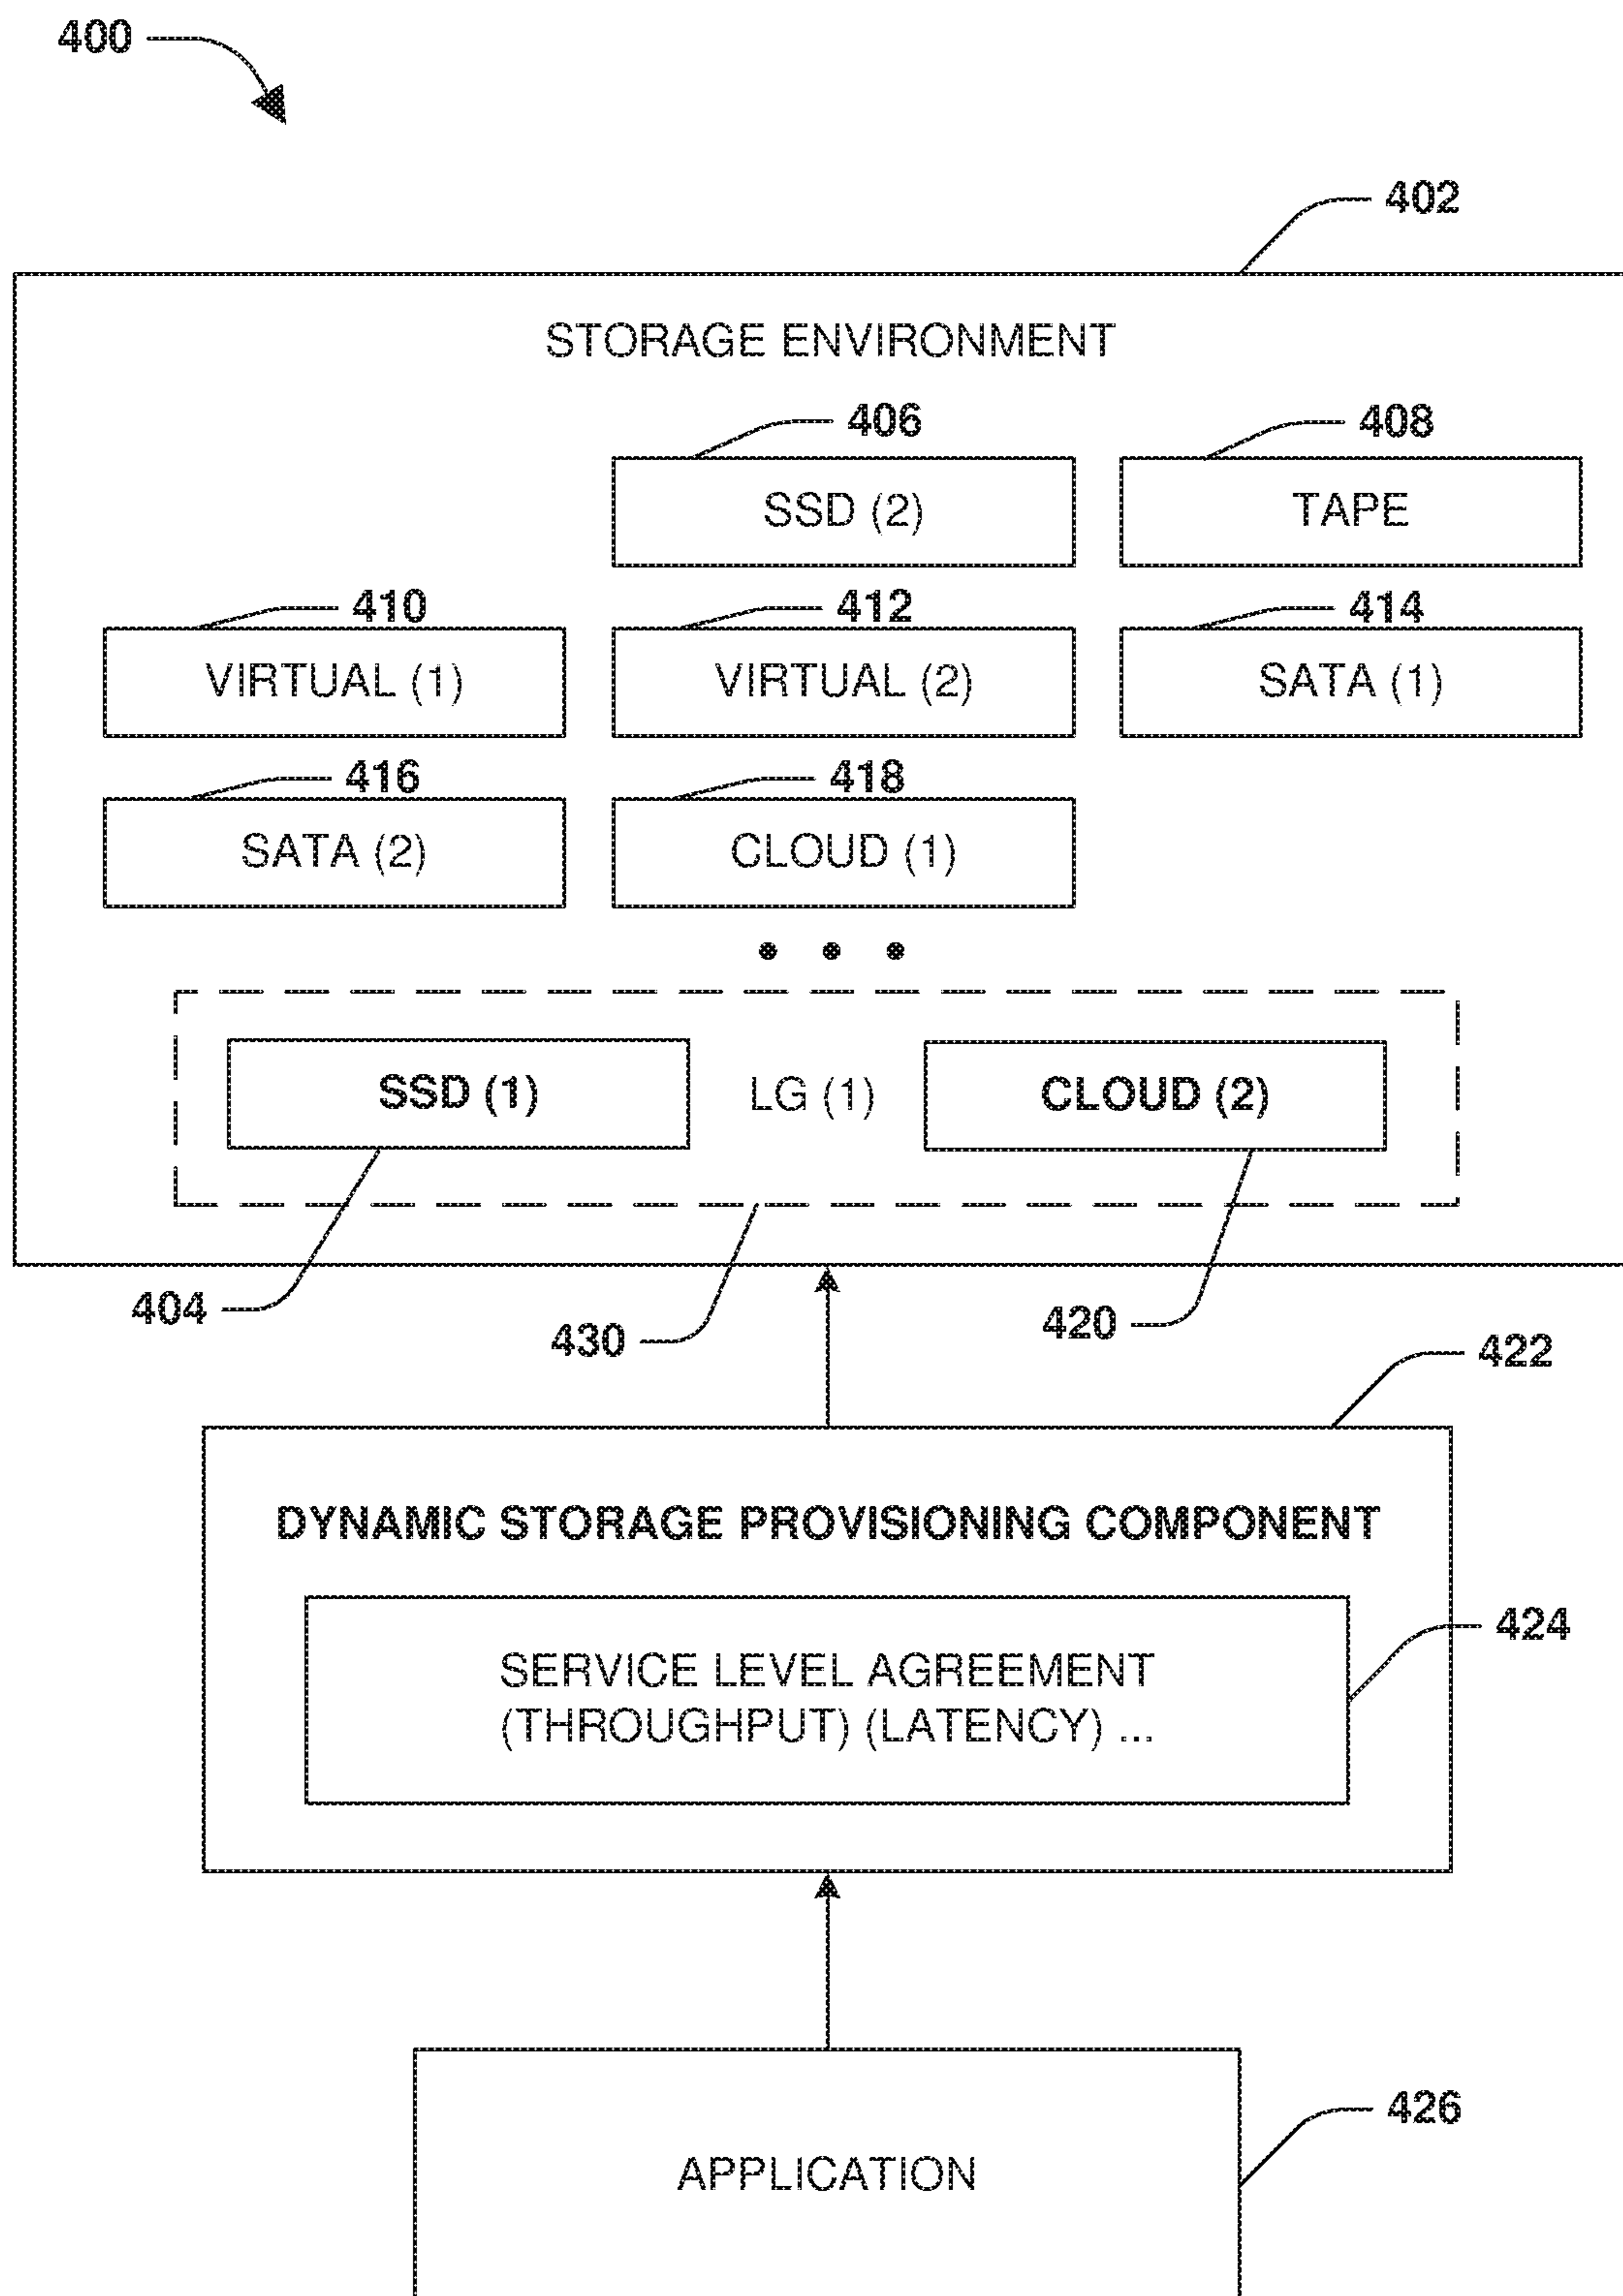 400
402
STORAGE ENVIRONMENT
406
408
SSD (2)
TAPE
410
412
414
VIRTUAL (1)
VIRTUAL (2)
SATA (1)
416
418
SATA (2)
CLOUD (1)
• • •
SSD (1)
LG (1)
CLOUD (2)
404
430
420
422
DYNAMIC STORAGE PROVISIONING COMPONENT
SERVICE LEVEL AGREEMENT
(THROUGHPUT) (LATENCY) ...
424
426
APPLICATION